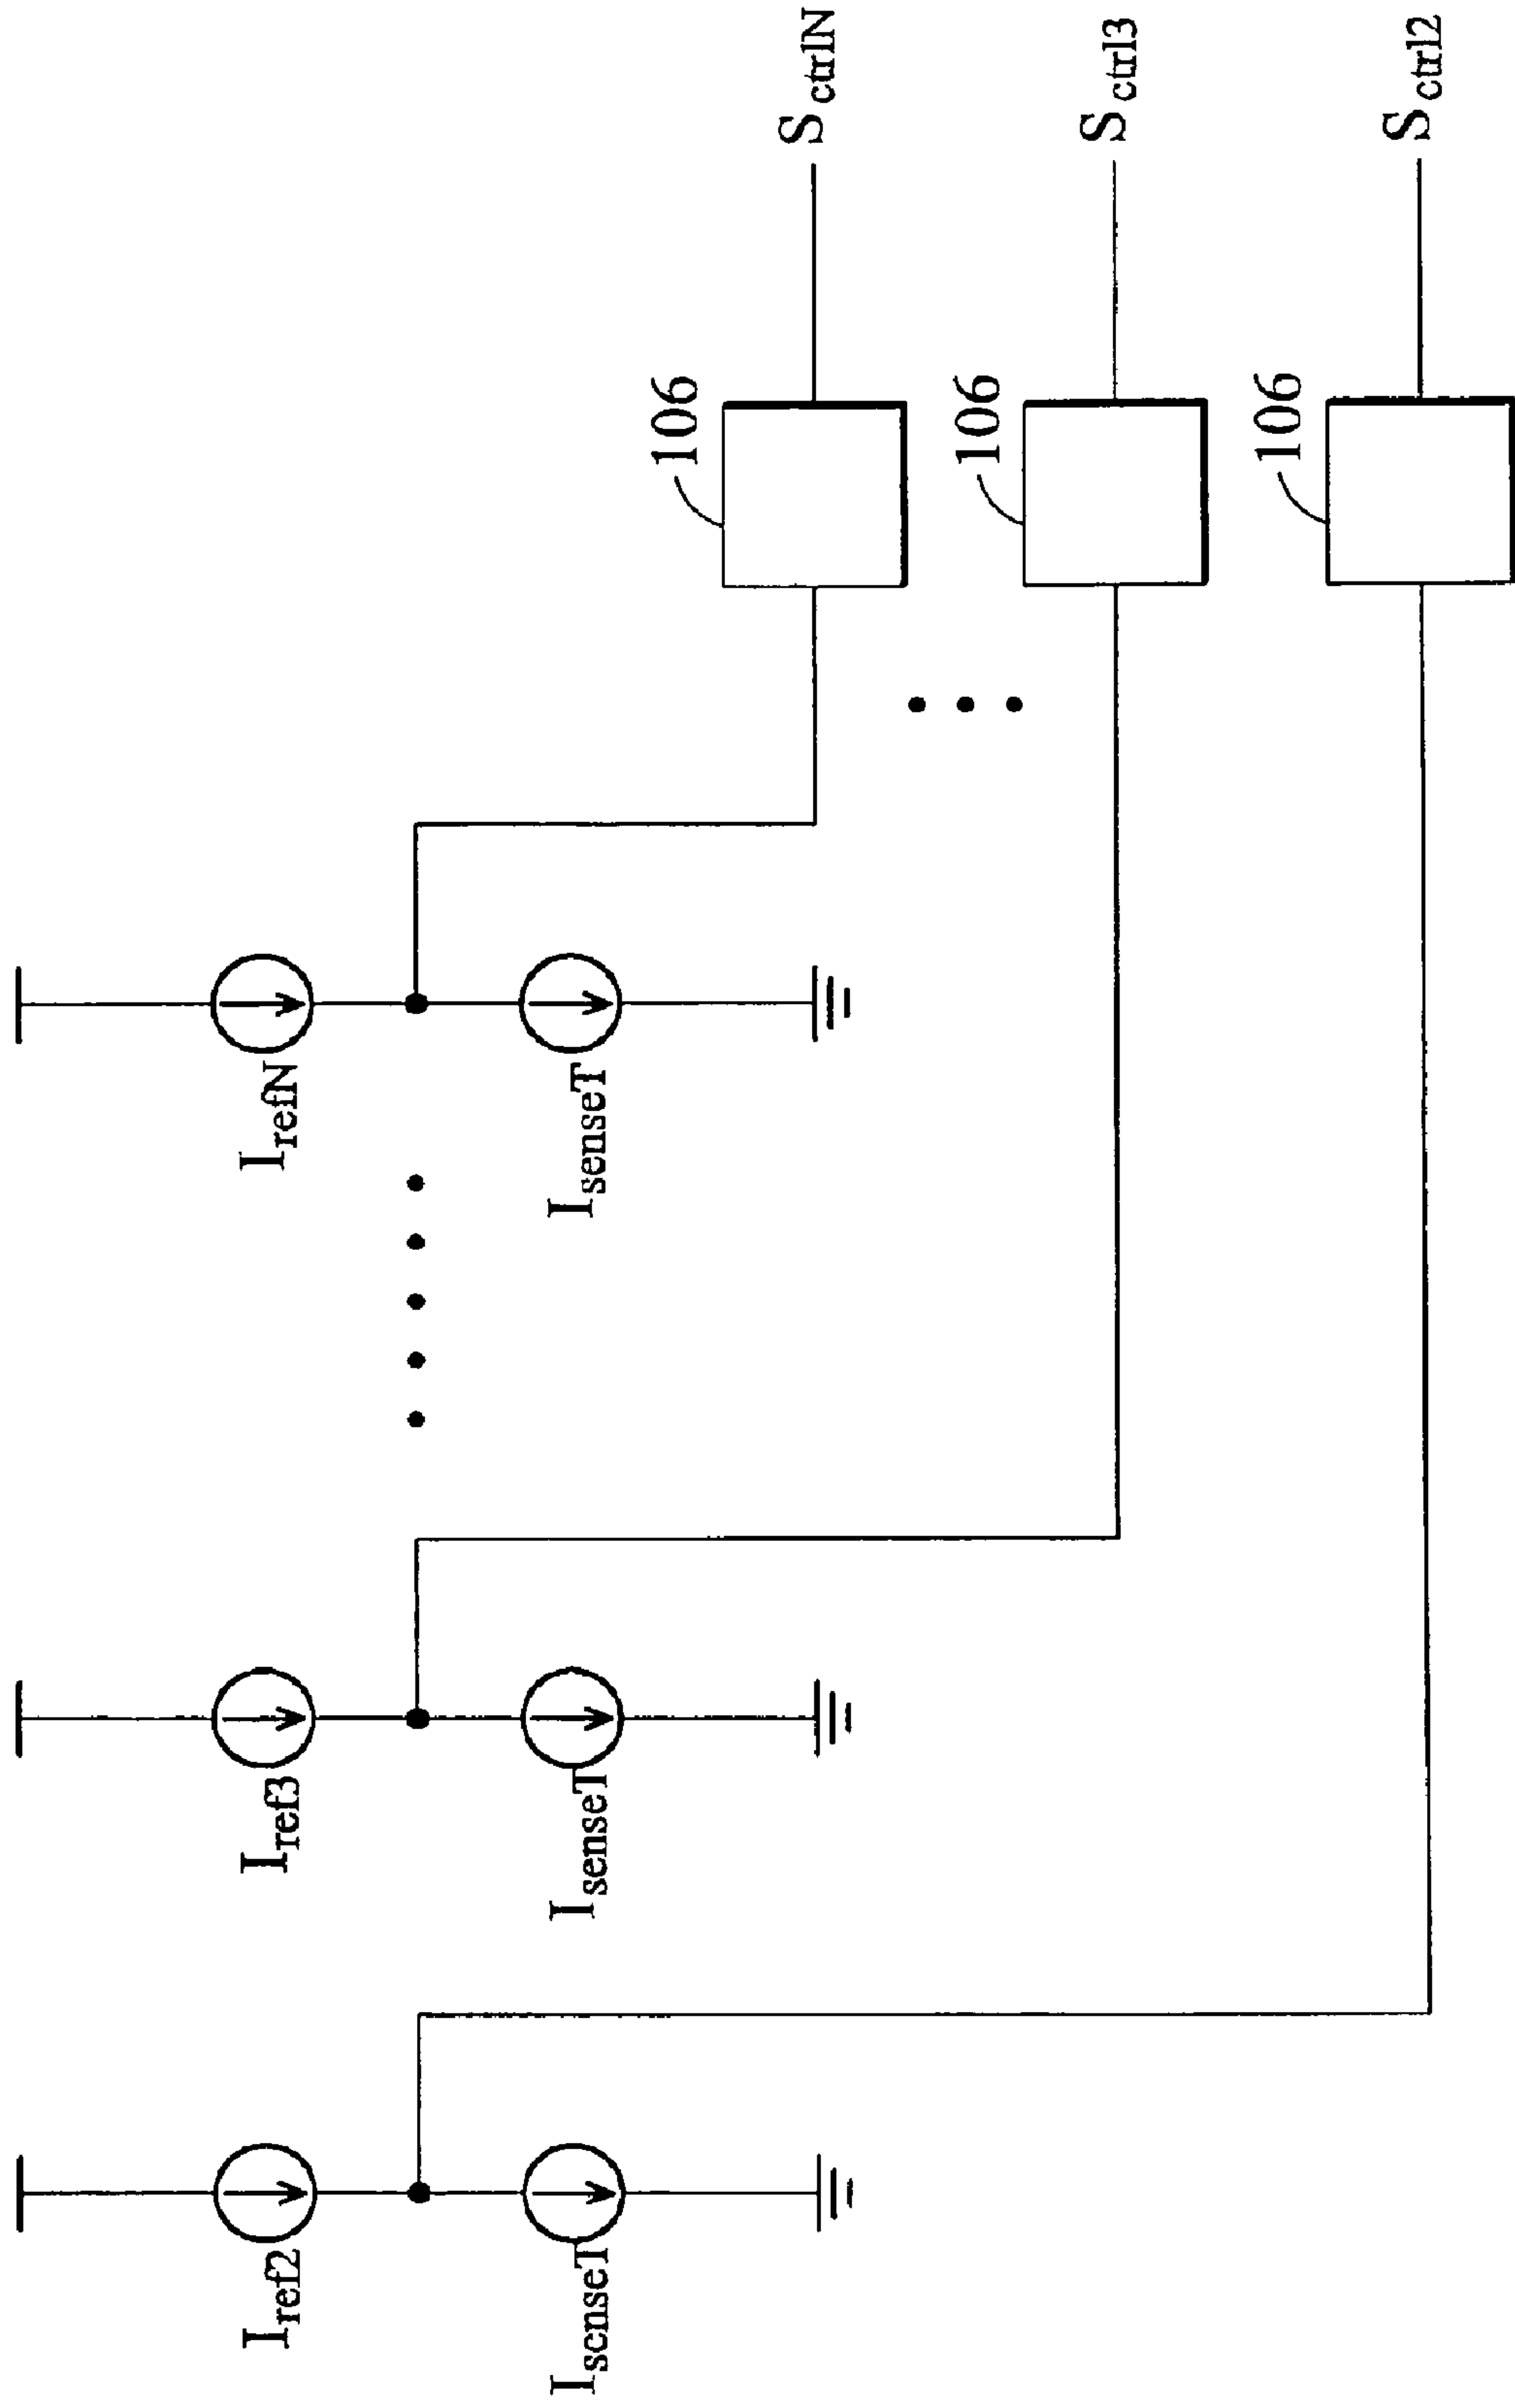 I_ref2
I_senseT
I_ref3
I_senseT
I_refN
I_senseT
106
S_ctrlN
106
S_ctrl3
106
S_ctrl2